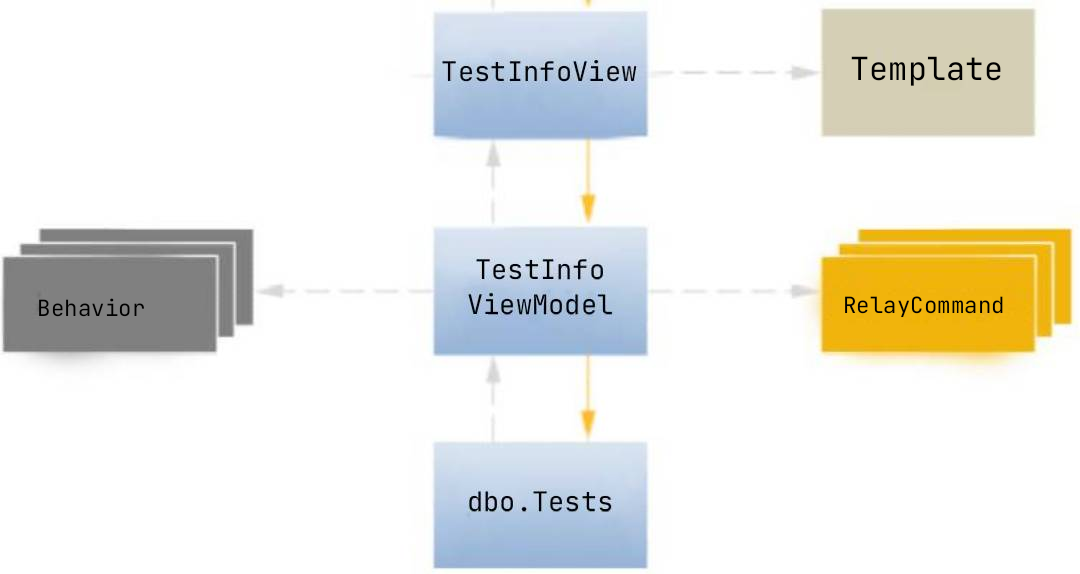 TestInfoView
Template
Behavior
TestInfo
ViewModel
RelayCommand
dbo.Tests